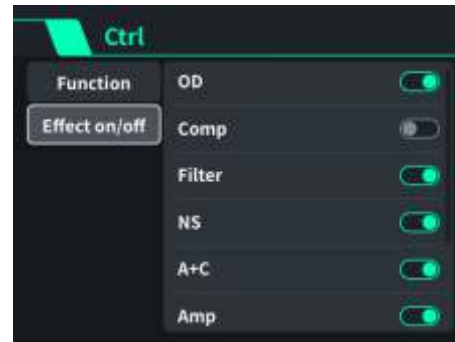 Ctrl
Function
Effect on/off
OD
Comp
Filter
NS
A+C
Amp